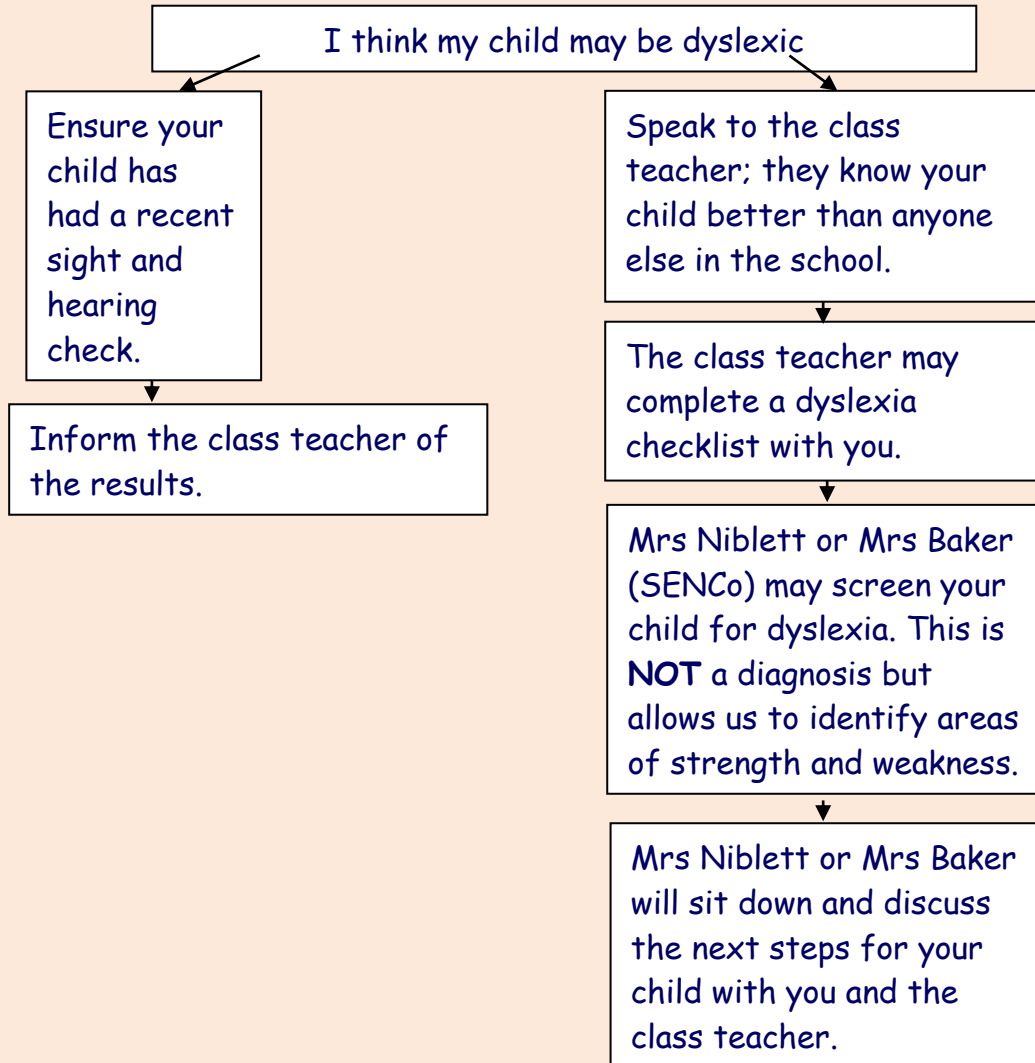 I think my child may be dyslexic
Ensure your
child has
had a recent
sight and
hearing
check.
Inform the class teacher of
the results.
Speak to the class
teacher; they know your
child better than anyone
else in the school.
The class teacher may
complete a dyslexia
checklist with you.
Mrs Niblett or Mrs Baker
(SENCo) may screen your
child for dyslexia. This is
NOT a diagnosis but
allows us to identify areas
of strength and weakness.
Mrs Niblett or Mrs Baker
will sit down and discuss
the next steps for your
child with you and the
class teacher.